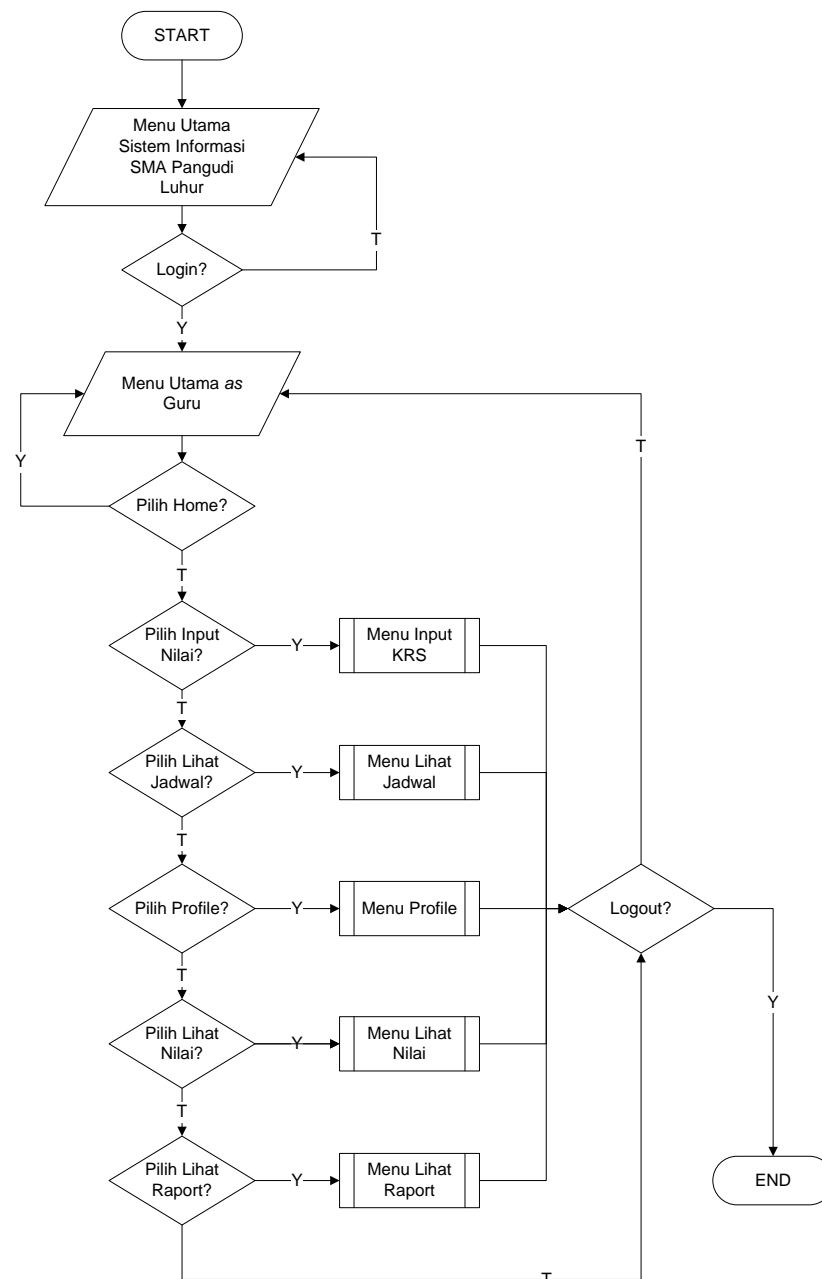 START
Menu Utama
Sistem Informasi
SMA Pangudi
Luhur
T
Login?
Y
Menu Utama as
Guru
T
Y
Pilih Home?
T
Pilih Input
Nilai?
Y
Menu Input
KRS
T
Pilih Lihat
Jadwal?
Y
Menu Lihat
Jadwal
T
Pilih Profile?
Y
Menu Profile
Logout?
T
Y
Pilih Lihat
Nilai?
Y
Menu Lihat
Nilai
T
Pilih Lihat
Raport?
Y
Menu Lihat
Raport
END
T